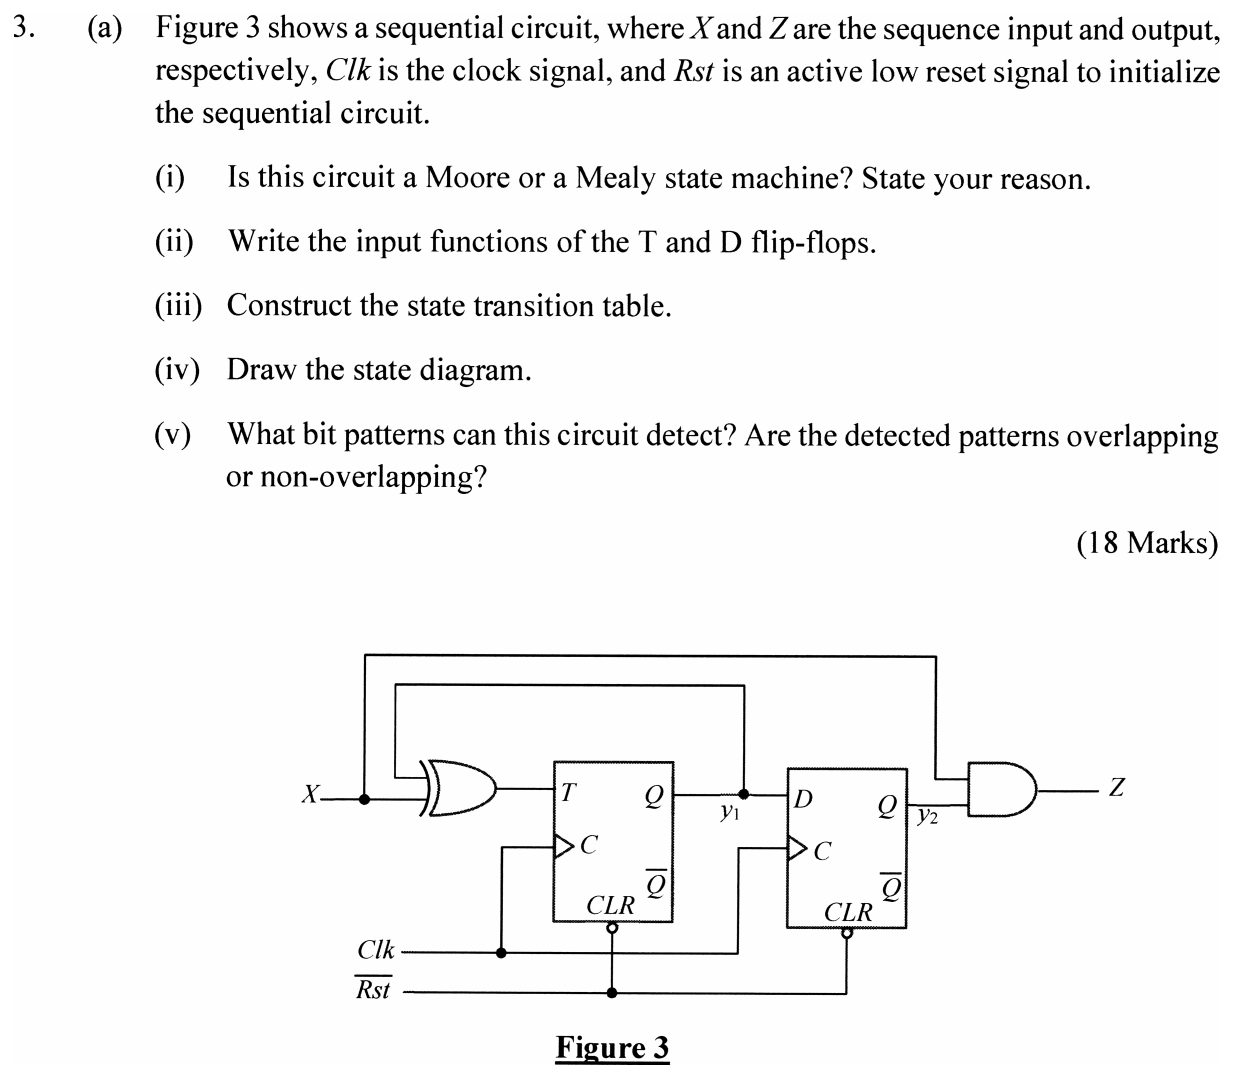 3. (a) Figure 3 shows a sequential circuit, where X and Z are the sequence input and output,
respectively, Clk is the clock signal, and Rst is an active low reset signal to initialize
the sequential circuit.
(i) Is this circuit a Moore or a Mealy state machine? State your reason.
(ii) Write the input functions of the T and D flip-flops.
(iii) Construct the state transition table.
(iv) Draw the state diagram.
(v) What bit patterns can this circuit detect? Are the detected patterns overlapping
or non-overlapping?
(18 Marks)
X T Q y₁ D Q y₂ Z
C C
Q̅ Q̅
CLR CLR
Clk
R̅s̅t̅
Figure 3